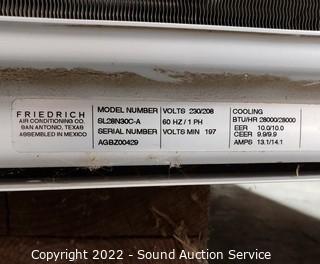 FRIEDRICH
AIR CONDITIONING CO.
SAN ANTONIO, TEXAS
ASSEMBLED IN MEXICO
MODEL NUMBER
SL28N30C-A
SERIAL NUMBER
AGBZ00429
VOLTS 230/208
60 HZ / 1 PH
VOLTS MIN 197
COOLING
BTU/HR 28000/28000
EER 10.0/10.0
CEER 9.9/9.9
AMPS 13.1/14.1
Copyright 2022 - Sound Auction Service